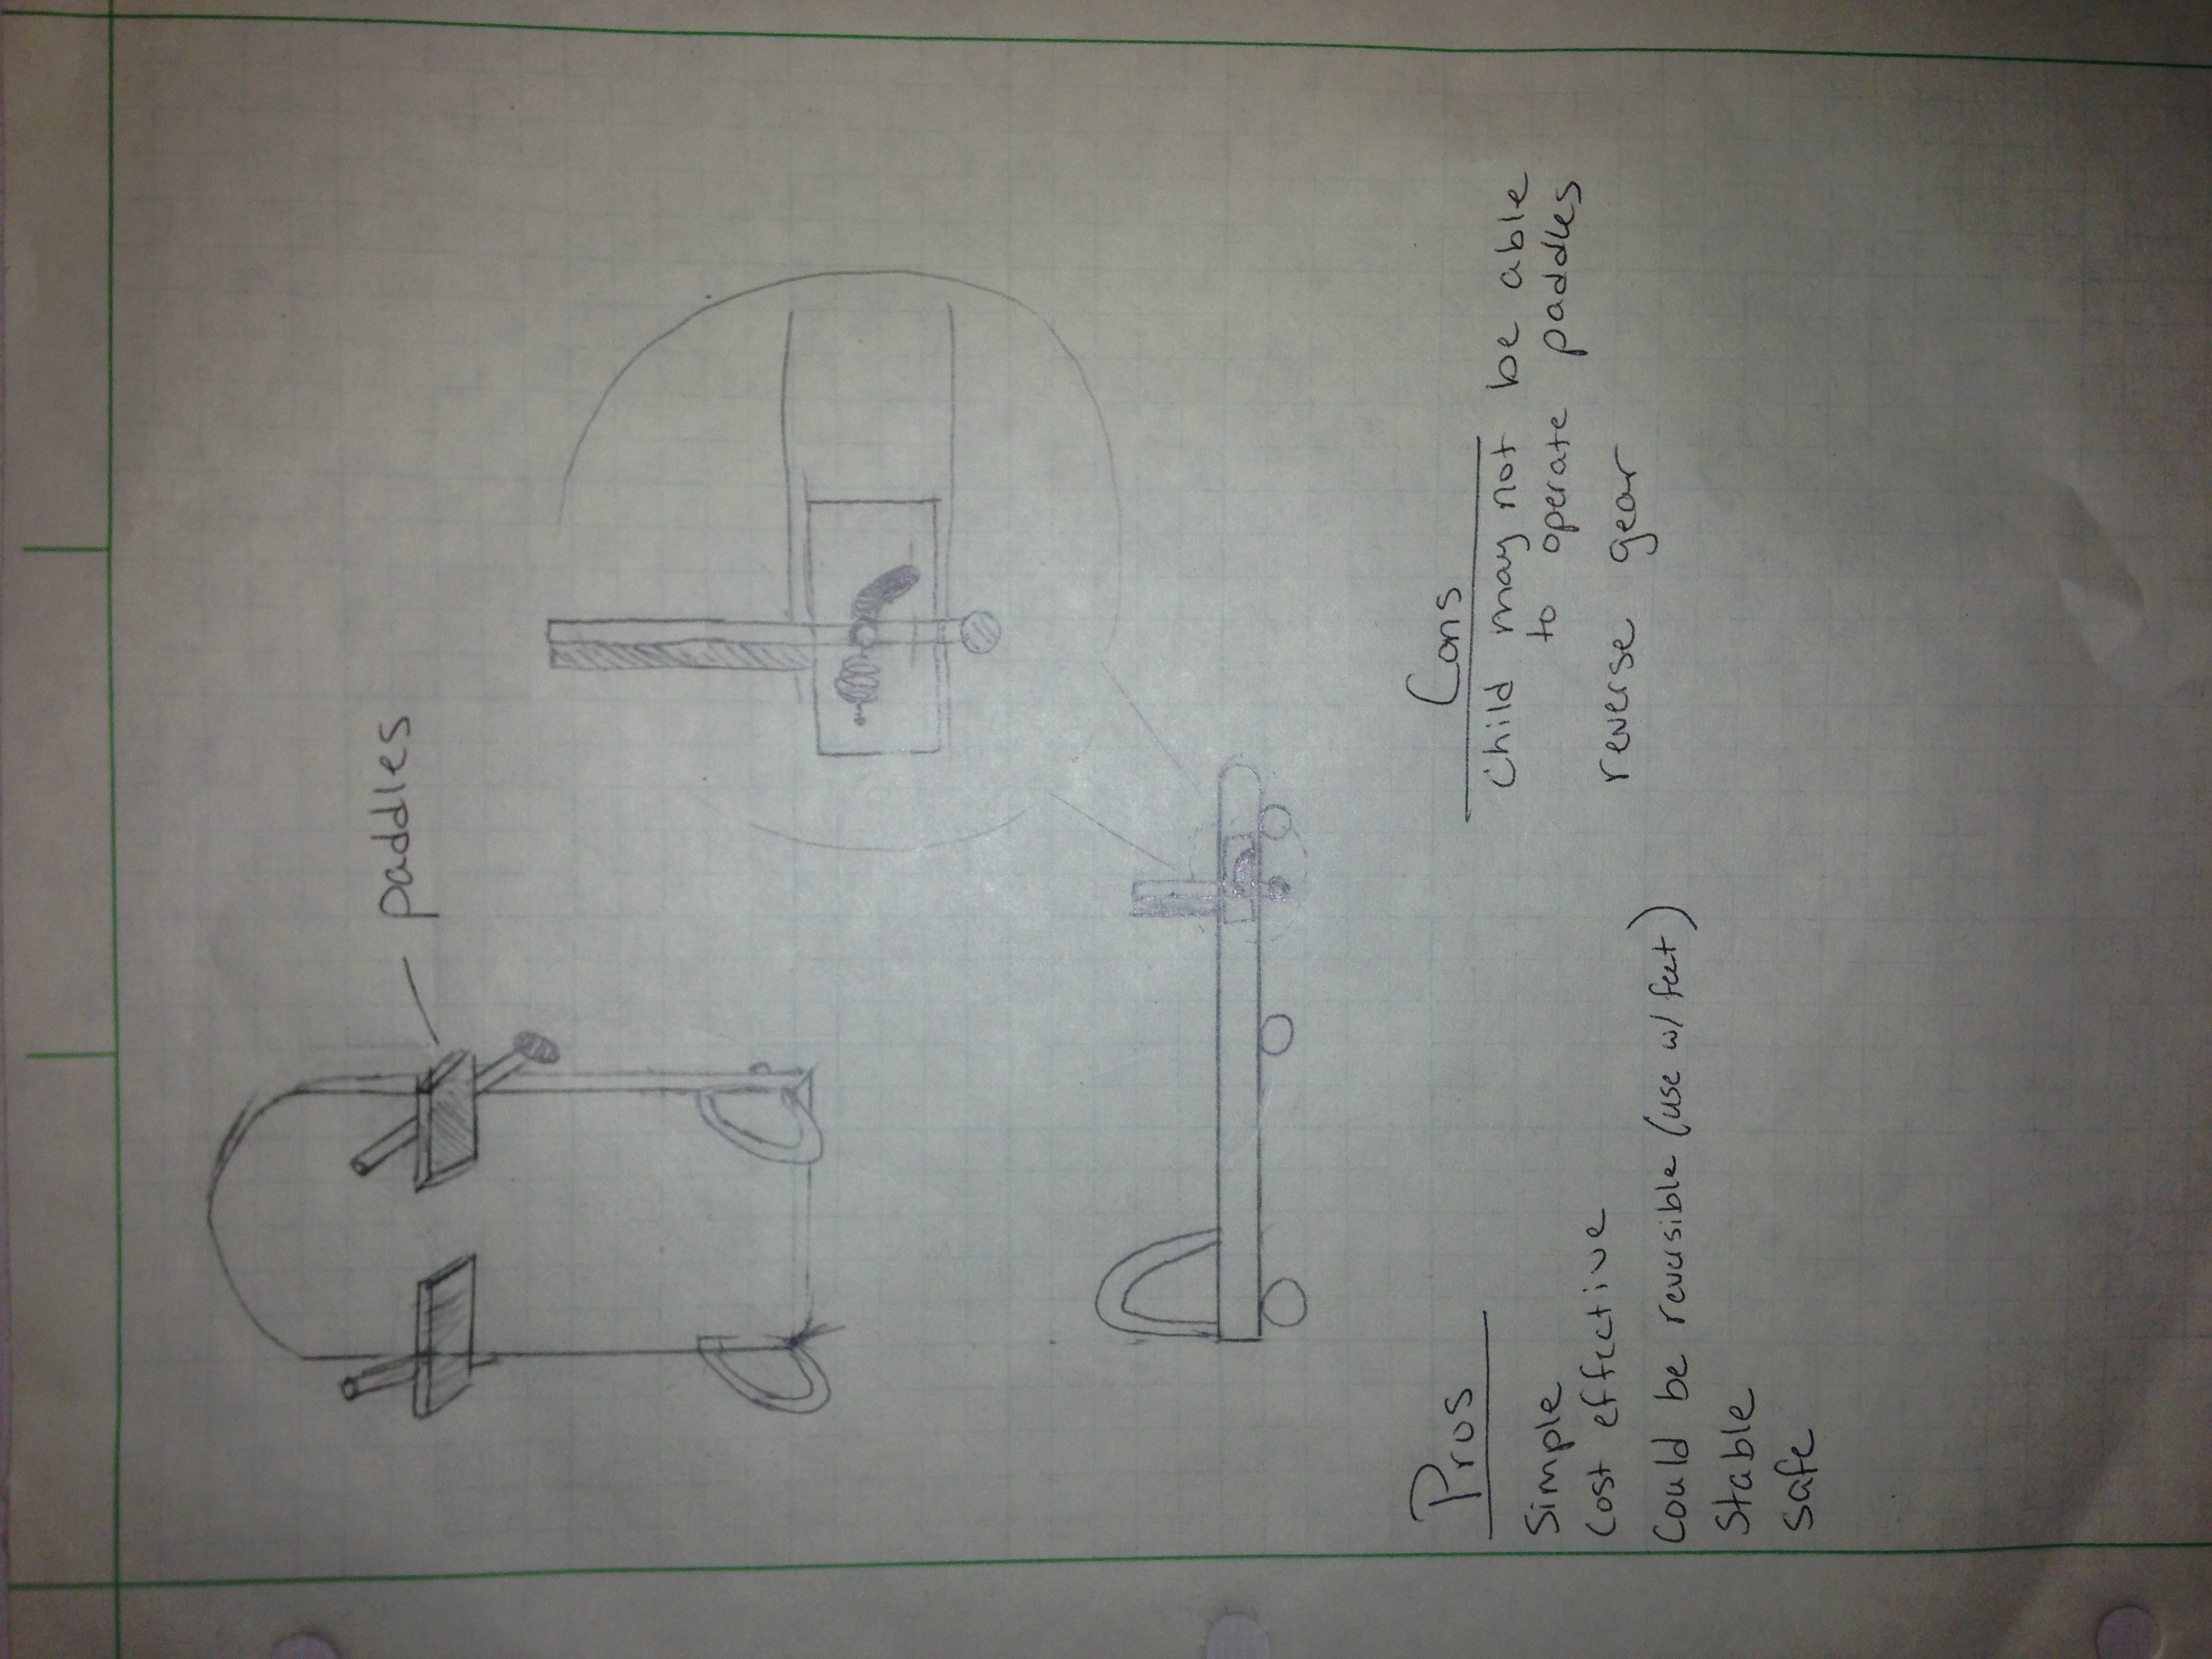 paddles
Pros
Simple
Cost effective
Could be reversible (use w/ feet)
Stable
Safe
Cons
Child may not be able
to operate paddles
reverse gear